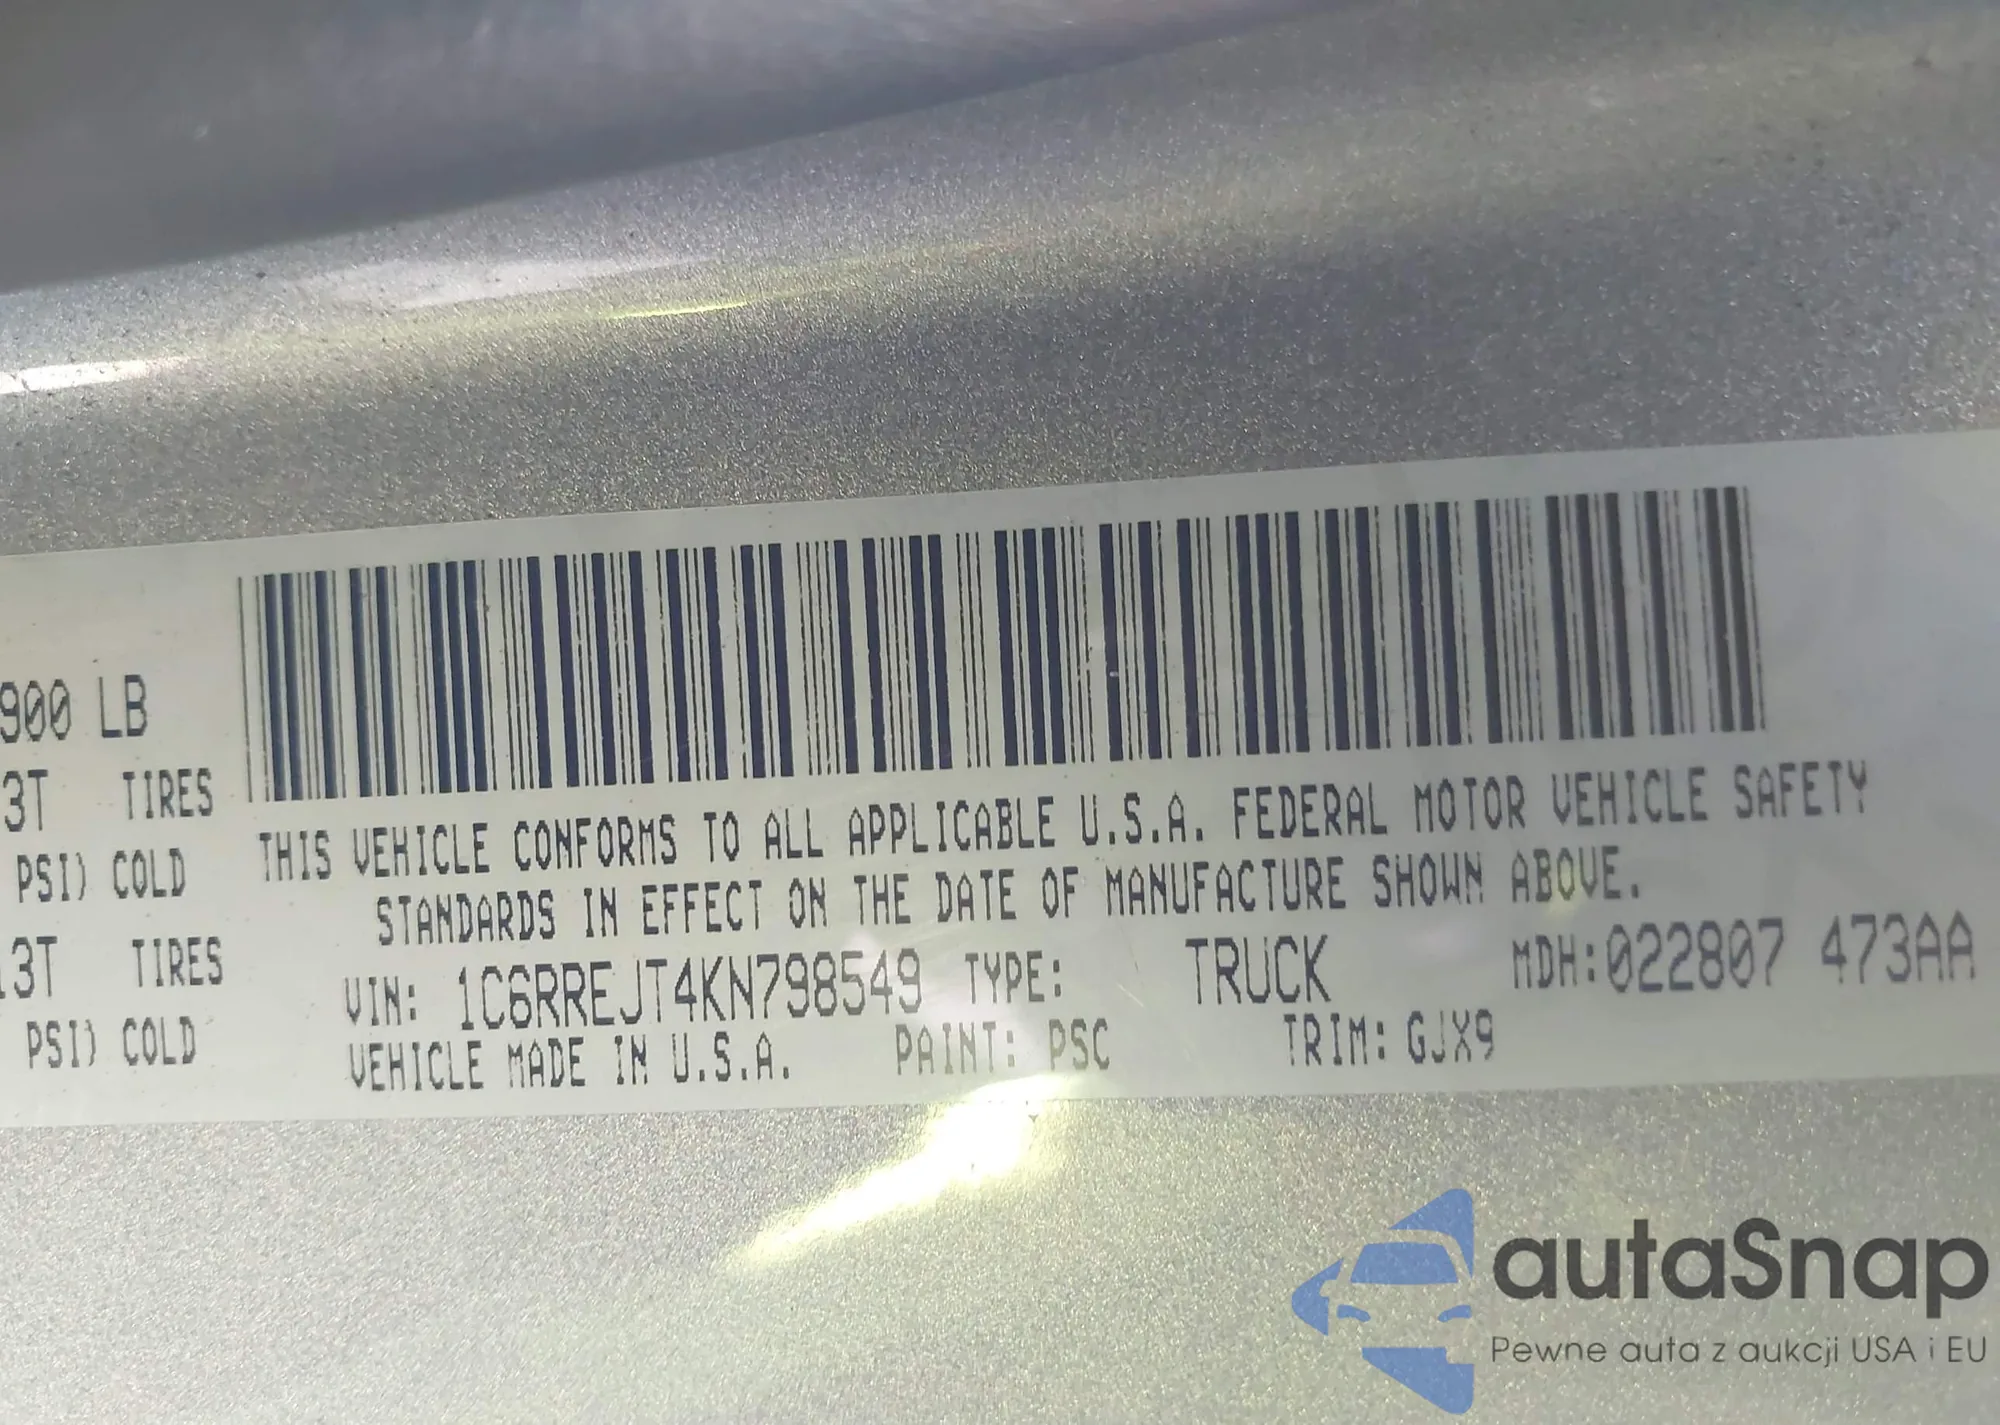 900 LB
3T TIRES
PSI) COLD
13T TIRES
PSI) COLD
THIS VEHICLE CONFORMS TO ALL APPLICABLE U.S.A. FEDERAL MOTOR VEHICLE SAFETY
STANDARDS IN EFFECT ON THE DATE OF MANUFACTURE SHOWN ABOVE.
VIN: 1C6RREJT4KN798549 TYPE: TRUCK MDH:022807 473AA
VEHICLE MADE IN U.S.A. PAINT: PSC TRIM: GJX9
autaSnap
Pewne auta z aukcji USA i EU